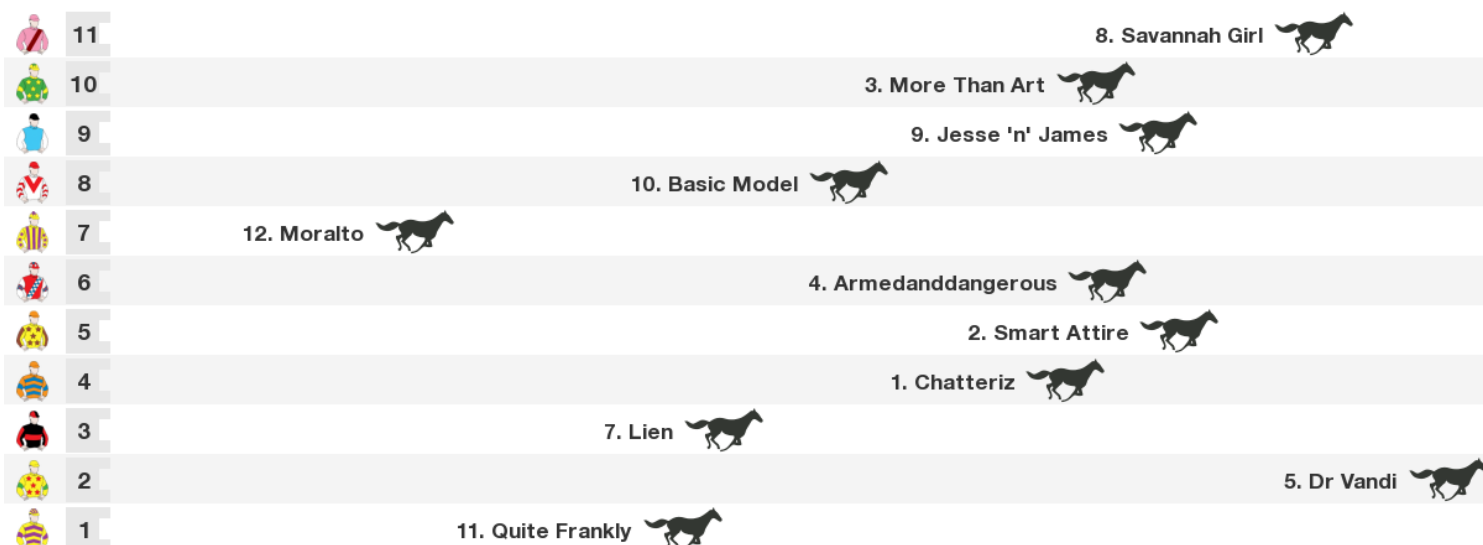 11 8. Savannah Girl
10 3. More Than Art
9 9. Jesse 'n' James
8 10. Basic Model
7 12. Moralto
6 4. Armedanddangerous
5 2. Smart Attire
4 1. Chatteriz
3 7. Lien
2 5. Dr Vandi
1 11. Quite Frankly